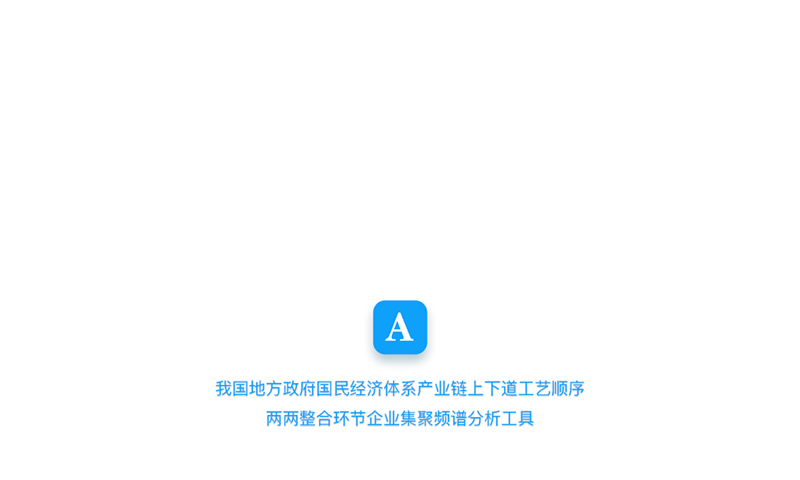 A
我国地方政府国民经济体系产业链上下道工艺顺序
两两整合环节企业集聚频谱分析工具